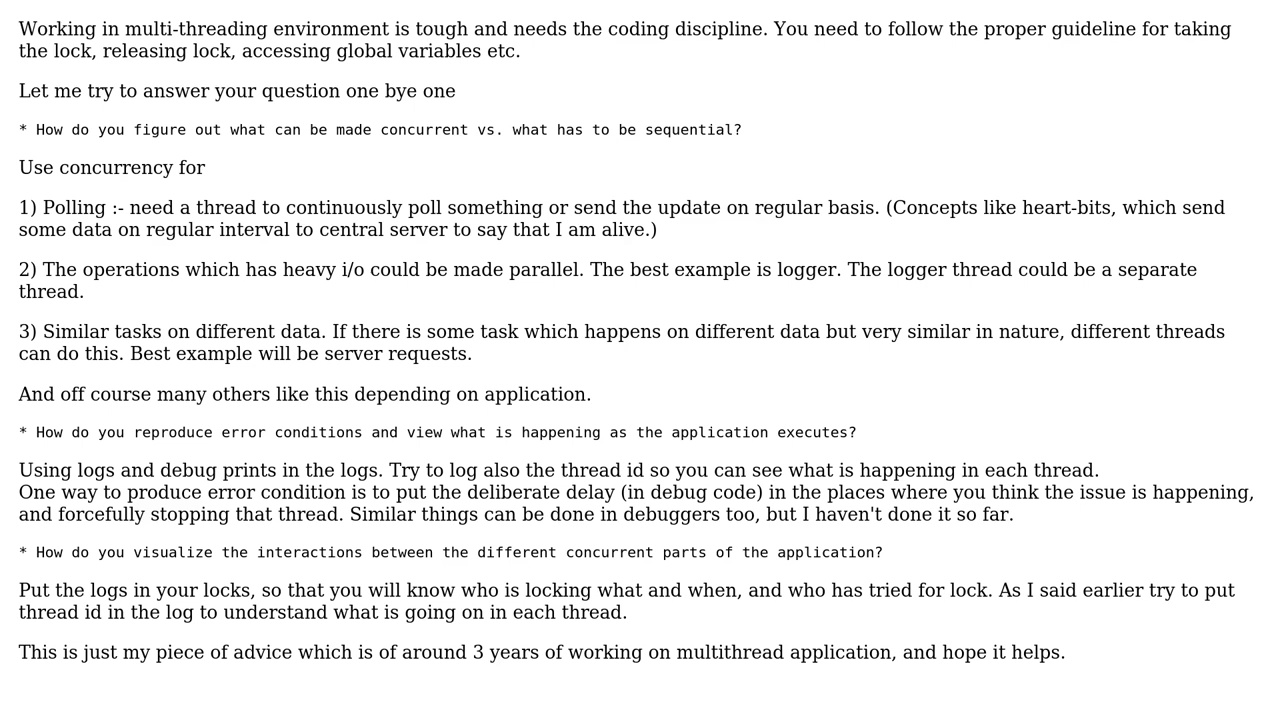 Working in multi-threading environment is tough and needs the coding discipline. You need to follow the proper guideline for taking
the lock, releasing lock, accessing global variables etc.
Let me try to answer your question one bye one
* How do you figure out what can be made concurrent vs. what has to be sequential?
Use concurrency for
1) Polling :- need a thread to continuously poll something or send the update on regular basis. (Concepts like heart-bits, which send
some data on regular interval to central server to say that I am alive.)
2) The operations which has heavy i/o could be made parallel. The best example is logger. The logger thread could be a separate
thread.
3) Similar tasks on different data. If there is some task which happens on different data but very similar in nature, different threads
can do this. Best example will be server requests.
And off course many others like this depending on application.
* How do you reproduce error conditions and view what is happening as the application executes?
Using logs and debug prints in the logs. Try to log also the thread id so you can see what is happening in each thread.
One way to produce error condition is to put the deliberate delay (in debug code) in the places where you think the issue is happening,
and forcefully stopping that thread. Similar things can be done in debuggers too, but I haven't done it so far.
* How do you visualize the interactions between the different concurrent parts of the application?
Put the logs in your locks, so that you will know who is locking what and when, and who has tried for lock. As I said earlier try to put
thread id in the log to understand what is going on in each thread.
This is just my piece of advice which is of around 3 years of working on multithread application, and hope it helps.